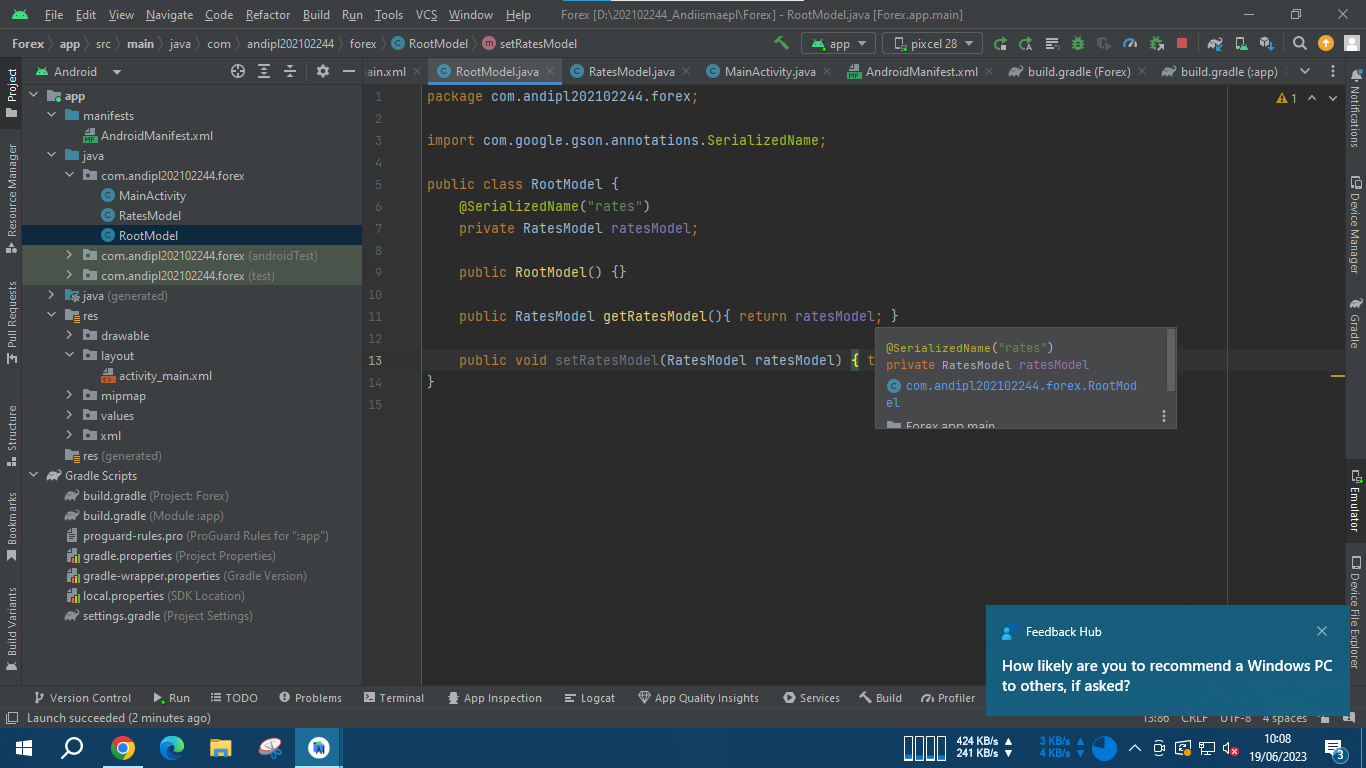 File Edit View Navigate Code Refactor Build Run Tools VCS Window Help Forex [D:\202102244_Andiismaepl\Forex] - RootModel.java [Forex.app.main]
Forex app src main java com andipl202102244 forex RootModel setRatesModel app pixcel 28
Android ain.xml RootModel.java RatesModel.java MainActivity.java AndroidManifest.xml build.gradle (Forex) build.gradle (:app)
Project
Resource Manager
Pull Requests
Structure
Bookmarks
Build Variants
app
manifests
AndroidManifest.xml
java
com.andipl202102244.forex
MainActivity
RatesModel
RootModel
com.andipl202102244.forex (androidTest)
com.andipl202102244.forex (test)
java (generated)
res
drawable
layout
activity_main.xml
mipmap
values
xml
res (generated)
Gradle Scripts
build.gradle (Project: Forex)
build.gradle (Module :app)
proguard-rules.pro (ProGuard Rules for ":app")
gradle.properties (Project Properties)
gradle-wrapper.properties (Gradle Version)
local.properties (SDK Location)
settings.gradle (Project Settings)
1 package com.andipl202102244.forex;
2
3 import com.google.gson.annotations.SerializedName;
4
5 public class RootModel {
6 @SerializedName("rates")
7 private RatesModel ratesModel;
8
9 public RootModel() {}
10
11 public RatesModel getRatesModel(){ return ratesModel; }
12
13 public void setRatesModel(RatesModel ratesModel) { t
14 }
15
1
@SerializedName("rates")
private RatesModel ratesModel
com.andipl202102244.forex.RootMod
el
Forex.app.main
Notifications
Device Manager
Gradle
Emulator
Device File Explorer
Feedback Hub
How likely are you to recommend a Windows PC
to others, if asked?
Version Control Run TODO Problems Terminal App Inspection Logcat App Quality Insights Services Build Profiler
Launch succeeded (2 minutes ago) 13:86 CRLF UTF-8 4 spaces
424 KB/s 3 KB/s 10:08
241 KB/s 4 KB/s 19/06/2023
3